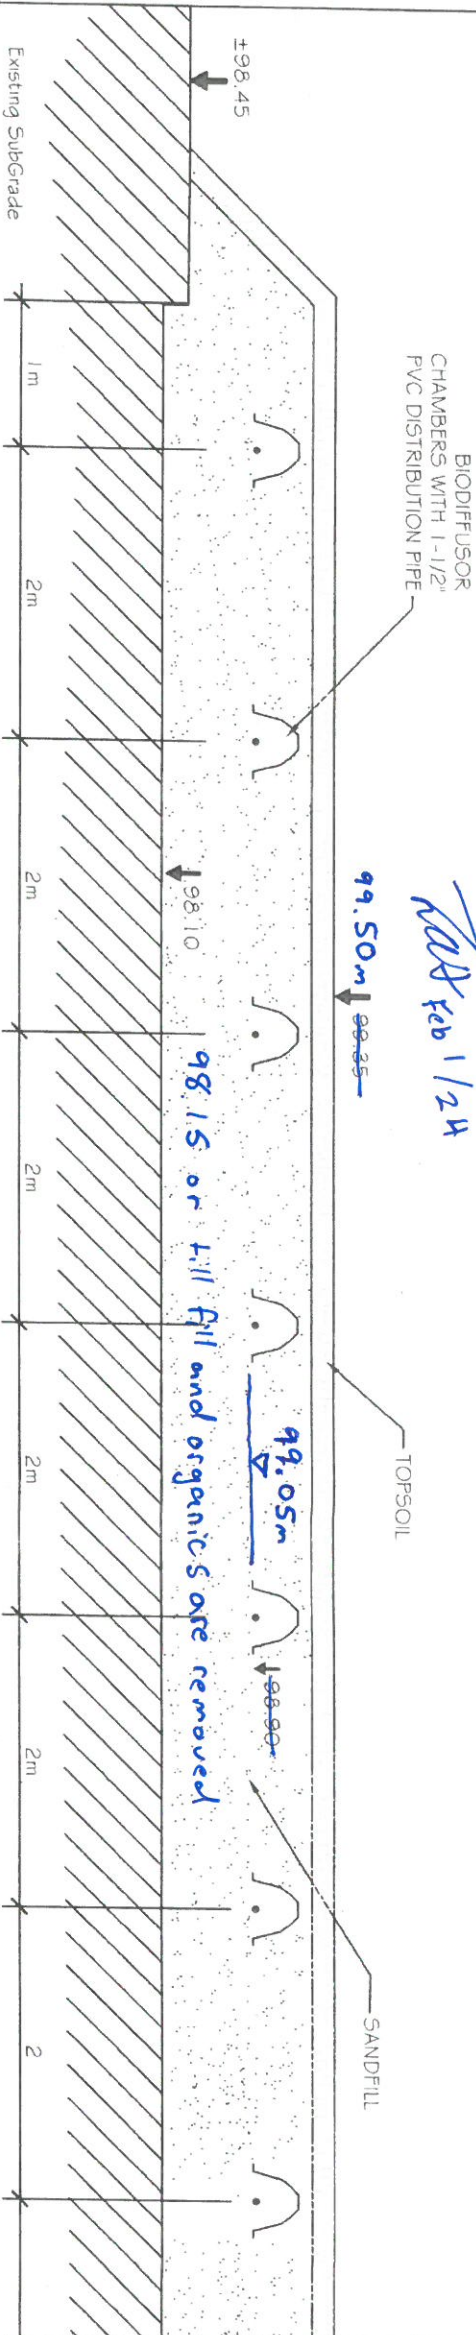 ±98.45
BIODIFFUSOR
CHAMBERS WITH 1-1/2"
PVC DISTRIBUTION PIPE
Feb 1/24
99.50m
99.35
98.10
98.15 or till fill and organics are removed
99.05m
98.90
TOPSOIL
SANDFILL
Existing SubGrade
1m
2m
2m
2m
2m
2m
2